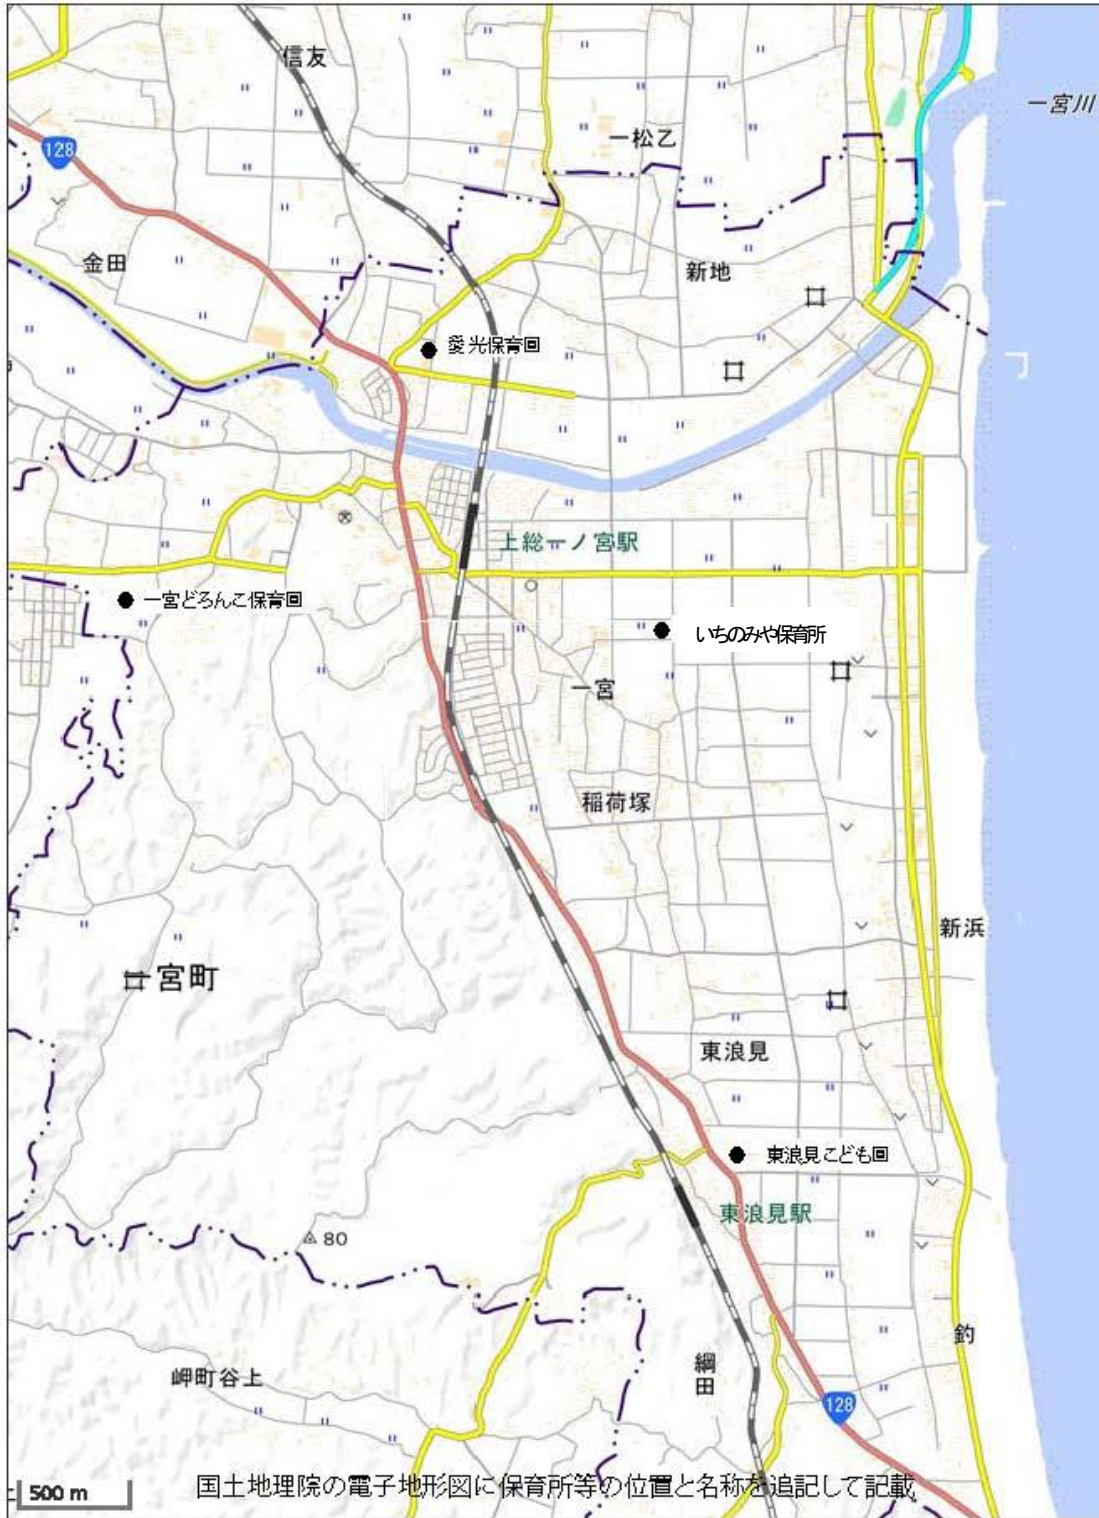 信友
一宮川
一松乙
128
金田
新地
愛光保育園
上総一ノ宮駅
一宮どろんこ保育園
いちのみや保育所
一宮
稲荷塚
新浜
一宮町
東浪見
東浪見こども園
東浪見駅
80
釣
岬町谷上
綱田
128
500 m
国土地理院の電子地形図に保育所等の位置と名称を追記して記載